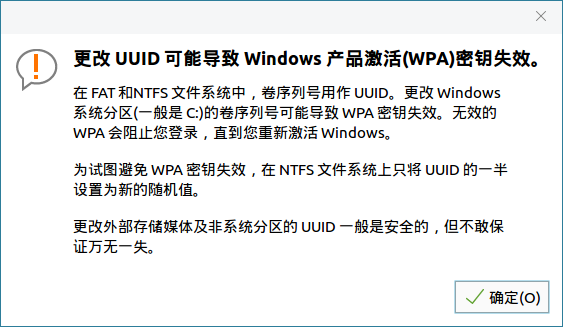 更改 UUID 可能导致 Windows 产品激活(WPA)密钥失效。
在 FAT 和NTFS 文件系统中，卷序列号用作 UUID。更改 Windows
系统分区(一般是 C:)的卷序列号可能导致 WPA 密钥失效。无效的
WPA 会阻止您登录，直到您重新激活 Windows。
为试图避免 WPA 密钥失效，在 NTFS 文件系统上只将 UUID 的一半
设置为新的随机值。
更改外部存储媒体及非系统分区的 UUID 一般是安全的，但不敢保
证万无一失。
确定(O)